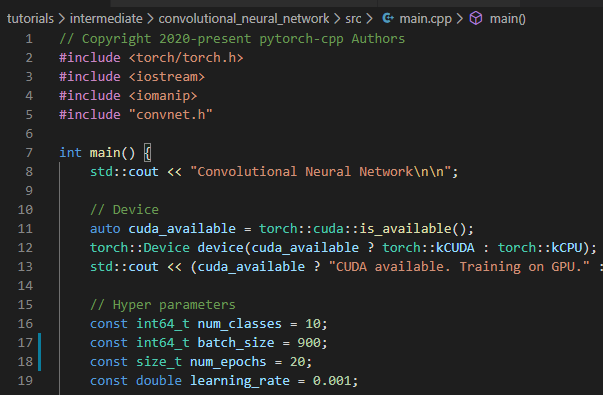 tutorials > intermediate > convolutional_neural_network > src > main.cpp > main()
1 // Copyright 2020-present pytorch-cpp Authors
2 #include <torch/torch.h>
3 #include <iostream>
4 #include <iomanip>
5 #include "convnet.h"
6
7 int main() {
8 std::cout << "Convolutional Neural Network\n\n";
9
10 // Device
11 auto cuda_available = torch::cuda::is_available();
12 torch::Device device(cuda_available ? torch::kCUDA : torch::kCPU);
13 std::cout << (cuda_available ? "CUDA available. Training on GPU." :
14
15 // Hyper parameters
16 const int64_t num_classes = 10;
17 const int64_t batch_size = 900;
18 const size_t num_epochs = 20;
19 const double learning_rate = 0.001;